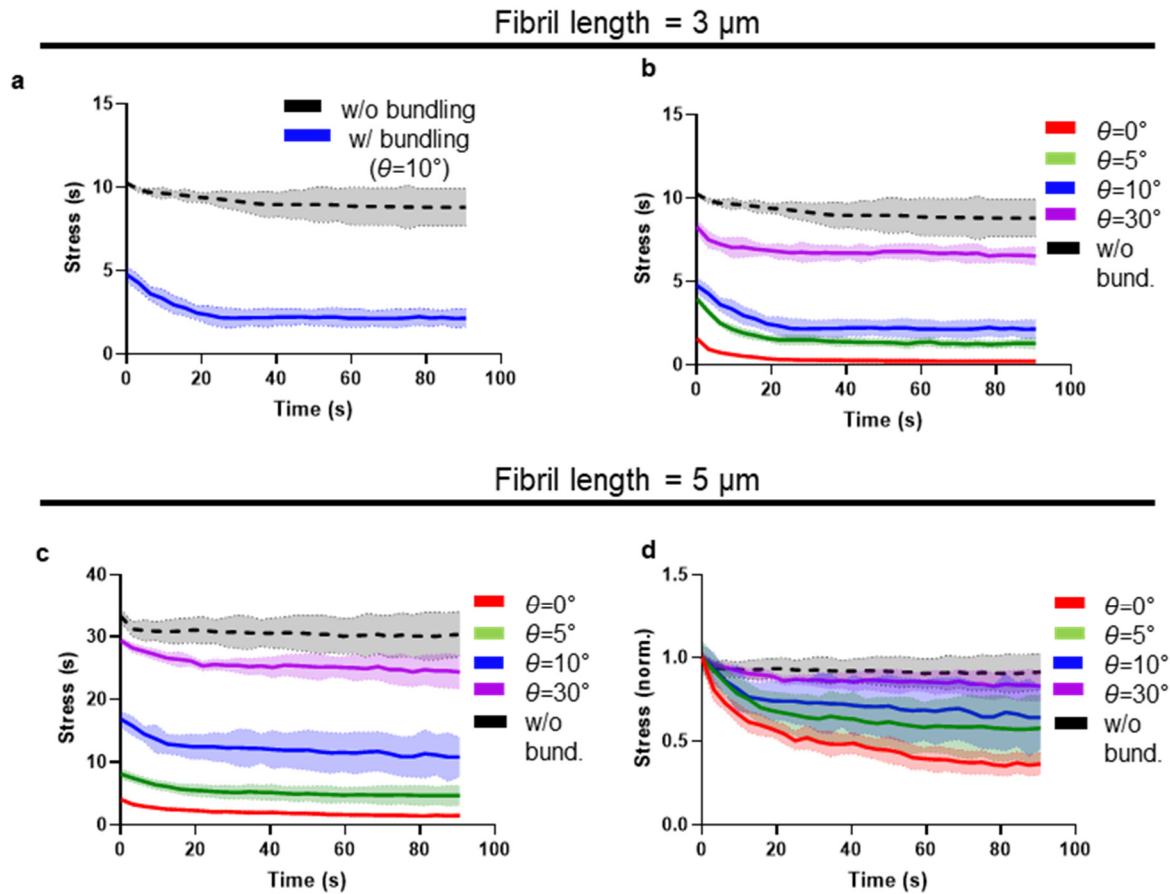 Fibril length = 3 µm
a
w/o bundling
w/ bundling
(θ=10°)
15
10
5
0
Stress (s)
0 20 40 60 80 100
Time (s)
b
θ=0°
θ=5°
θ=10°
θ=30°
w/o
bund.
15
10
5
0
Stress (s)
0 20 40 60 80 100
Time (s)
Fibril length = 5 µm
c
θ=0°
θ=5°
θ=10°
θ=30°
w/o
bund.
40
30
20
10
0
Stress (s)
0 20 40 60 80 100
Time (s)
d
θ=0°
θ=5°
θ=10°
θ=30°
w/o
bund.
1.5
1.0
0.5
0.0
Stress (norm.)
0 20 40 60 80 100
Time (s)